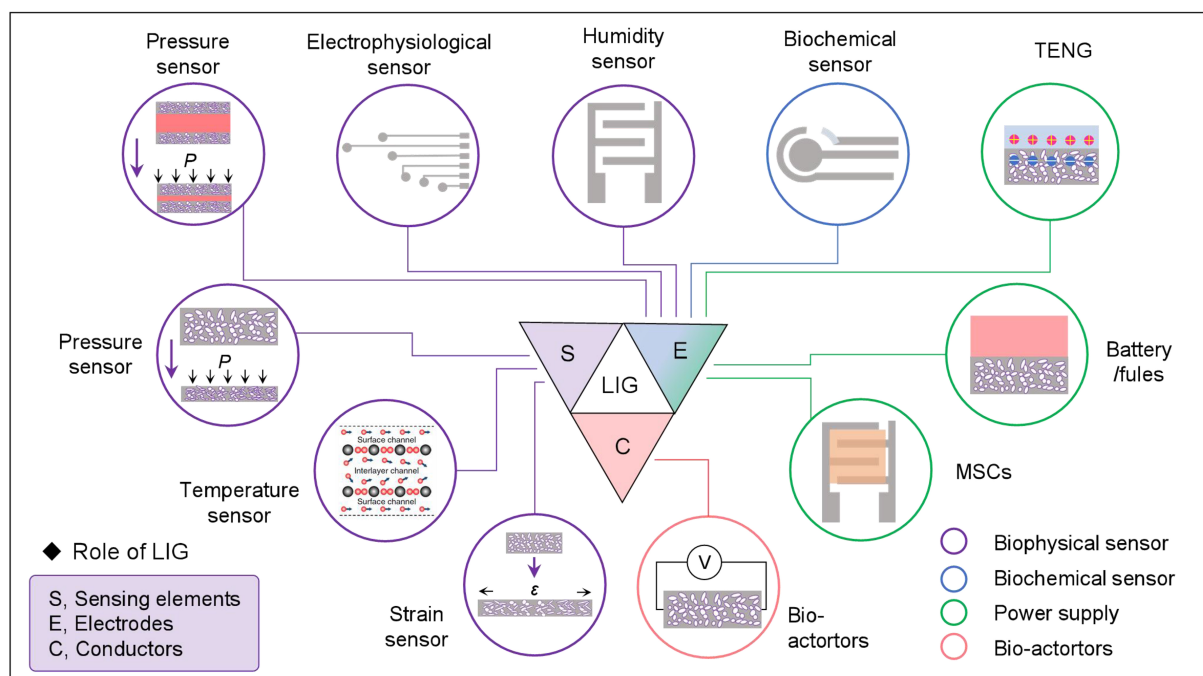 Pressure
sensor
Electrophysiological
sensor
Humidity
sensor
Biochemical
sensor
TENG
P
Pressure
sensor
P
S
E
LIG
C
Battery
/fules
Temperature
sensor
Surface channel
Interlayer channel
Surface channel
MSCs
Strain
sensor
ε
V
Bio-
actortors
◆ Role of LIG
S, Sensing elements
E, Electrodes
C, Conductors
Biophysical sensor
Biochemical sensor
Power supply
Bio-actortors